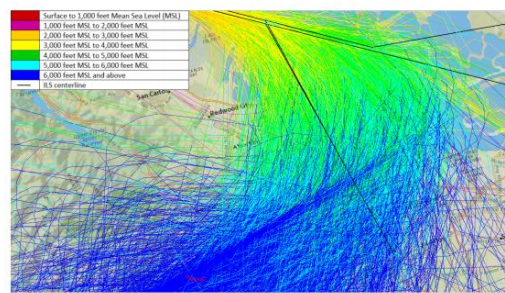 Surface to 1,000 feet Mean Sea Level (MSL)
1,000 feet MSL to 2,000 feet MSL
2,000 feet MSL to 3,000 feet MSL
3,000 feet MSL to 4,000 feet MSL
4,000 feet MSL to 5,000 feet MSL
5,000 feet MSL to 6,000 feet MSL
6,000 feet MSL and above
ILS centerline
San Carlos
Redwood City